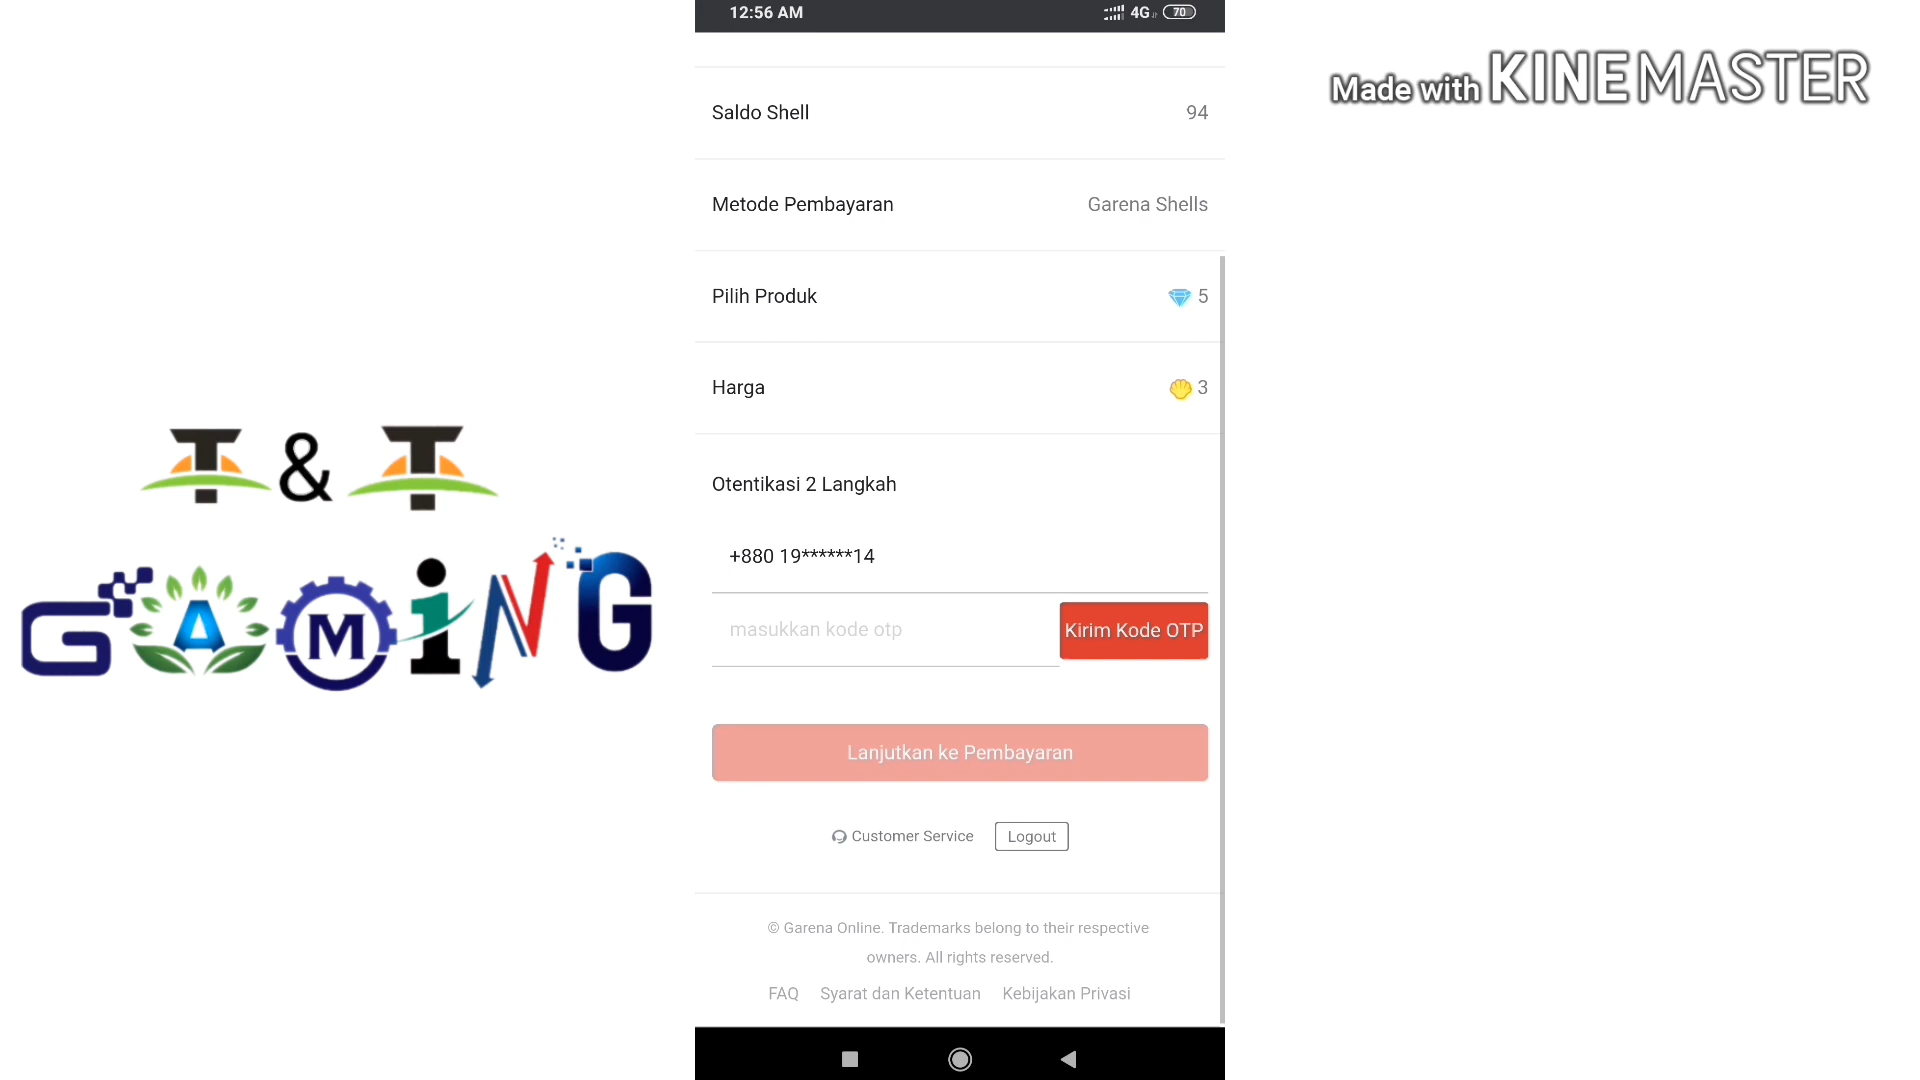 12:56 AM 4G 70
Made with KINEMASTER
Saldo Shell 94
Metode Pembayaran Garena Shells
Pilih Produk 5
Harga 3
Otentikasi 2 Langkah
+880 19******14
masukkan kode otp Kirim Kode OTP
Lanjutkan ke Pembayaran
Customer Service Logout
© Garena Online. Trademarks belong to their respective
owners. All rights reserved.
FAQ Syarat dan Ketentuan Kebijakan Privasi
T & T
GAMiNG